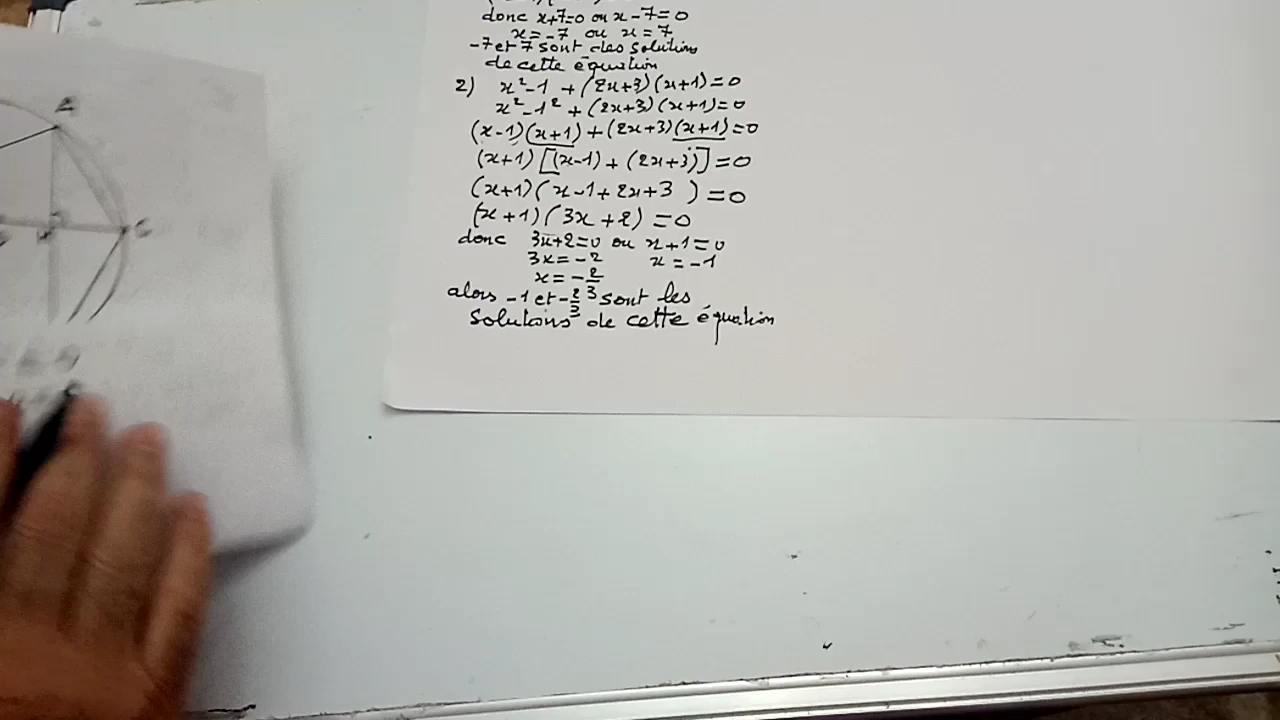 donc x+7=0 ou x-7=0
x=-7 ou x=7
-7 et 7 sont des solutions
de cette équation
2) x²-1 + (2x+3)(x+1)=0
x²-1² + (2x+3)(x+1)=0
(x-1)(x+1) + (2x+3)(x+1)=0
(x+1)[(x-1) + (2x+3)]=0
(x+1)(x-1+2x+3)=0
(x+1)(3x+2)=0
donc 3x+2=0 ou x+1=0
3x=-2 x=-1
x=-2/3
alors -1 et -2/3 sont les
solutions de cette équation
C